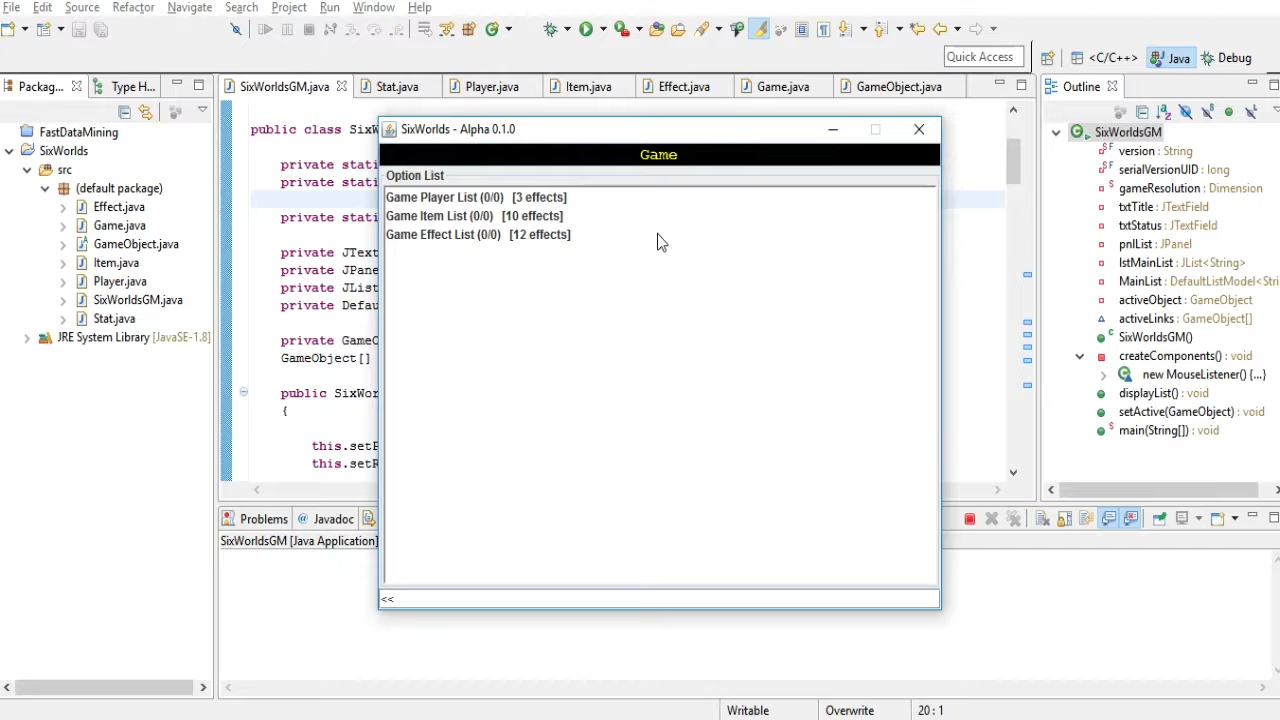 File Edit Source Refactor Navigate Search Project Run Window Help
Quick Access
<C/C++> Java Debug
Packag... Type H...
SixWorldsGM.java Stat.java Player.java Item.java Effect.java Game.java GameObject.java
Outline
FastDataMining
SixWorlds
src
(default package)
Effect.java
Game.java
GameObject.java
Item.java
Player.java
SixWorldsGM.java
Stat.java
JRE System Library [JavaSE-1.8]
public class SixW
private stati
private stati
private stati
private JText
private JPane
private JList
private Defau
private GameO
GameObject[]
public SixWor
{
this.setP
this.setR
SixWorlds - Alpha 0.1.0
Game
Option List
Game Player List (0/0) [3 effects]
Game Item List (0/0) [10 effects]
Game Effect List (0/0) [12 effects]
<<
SixWorldsGM
version : String
serialVersionUID : long
gameResolution : Dimension
txtTitle : JTextField
txtStatus : JTextField
pnlList : JPanel
lstMainList : JList<String>
MainList : DefaultListModel<Stri
activeObject : GameObject
activeLinks : GameObject[]
SixWorldsGM()
createComponents() : void
new MouseListener() {...}
displayList() : void
setActive(GameObject) : void
main(String[]) : void
Problems Javadoc
SixWorldsGM [Java Application]
Writable Overwrite 20 : 1